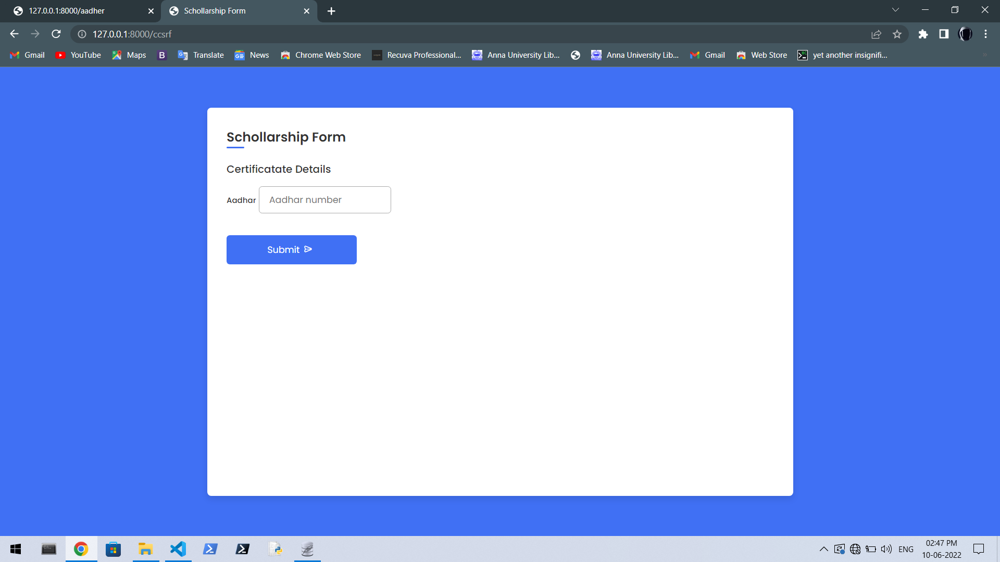 127.0.0.1:8000/aadher
Schollarship Form
127.0.0.1:8000/ccsrf
Gmail YouTube Maps B Translate News Chrome Web Store Recuva Professional... Anna University Lib... Anna University Lib... Gmail Web Store yet another insignifi...
Schollarship Form
Certificatate Details
Aadhar Aadhar number
Submit
ENG
02:47 PM
10-06-2022